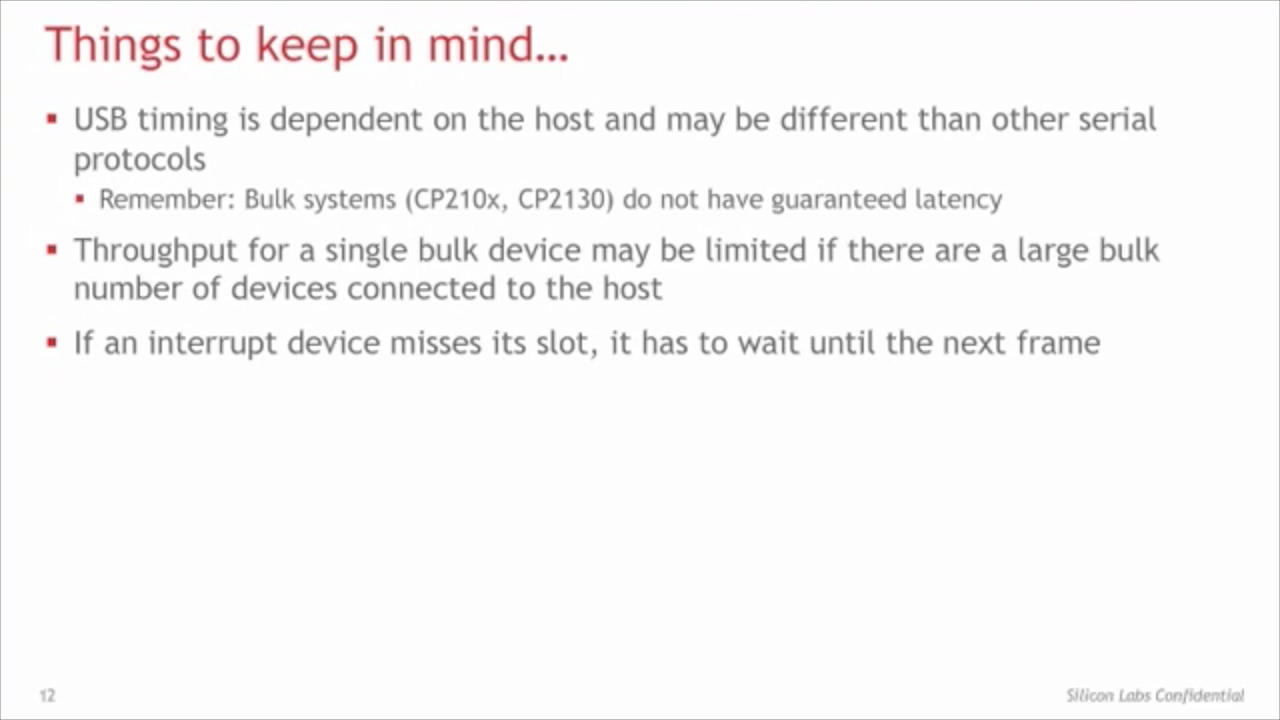 Things to keep in mind…
USB timing is dependent on the host and may be different than other serial
protocols
Remember: Bulk systems (CP210x, CP2130) do not have guaranteed latency
Throughput for a single bulk device may be limited if there are a large bulk
number of devices connected to the host
If an interrupt device misses its slot, it has to wait until the next frame
12
Silicon Labs Confidential